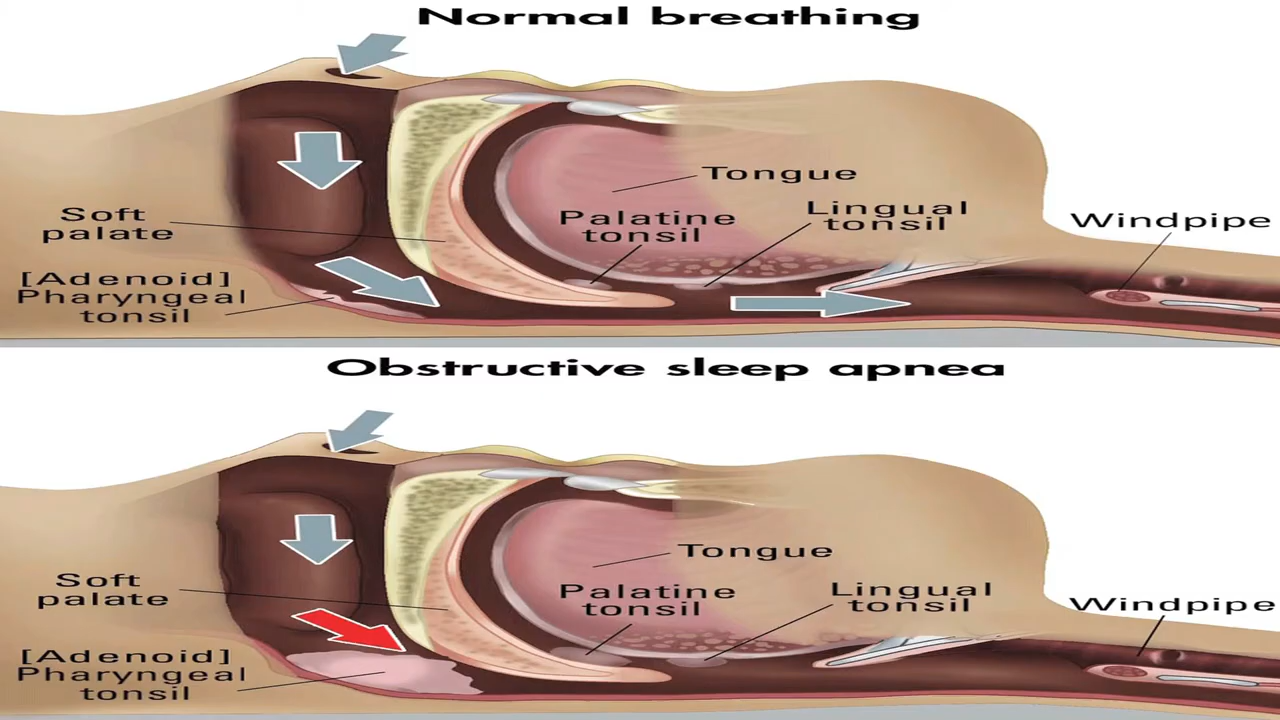 Normal breathing
Tongue
Soft
palate
Palatine
tonsil
Lingual
tonsil
Windpipe
[Adenoid]
Pharyngeal
tonsil
Obstructive sleep apnea
Tongue
Soft
palate
Palatine
tonsil
Lingual
tonsil
Windpipe
[Adenoid]
Pharyngeal
tonsil